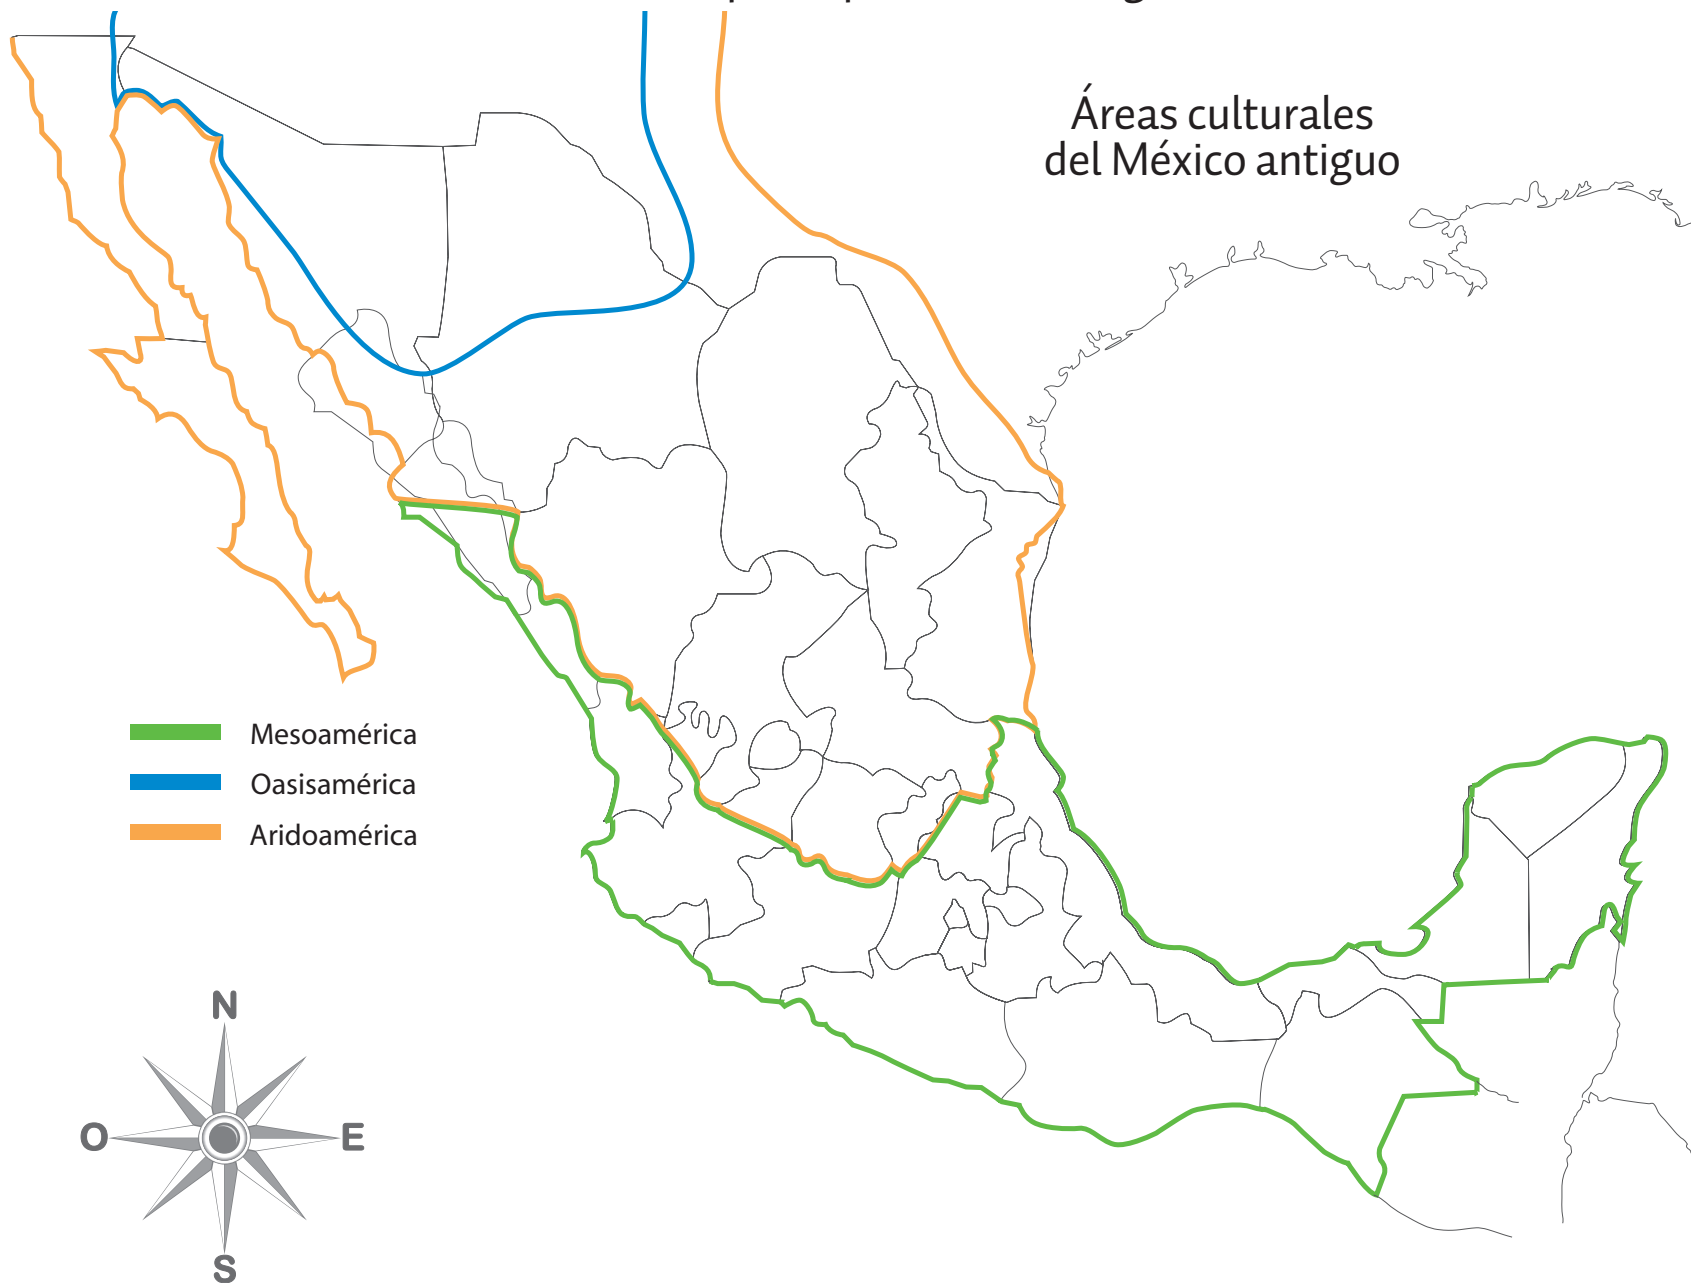 Áreas culturales
del México antiguo
Mesoamérica
Oasisamérica
Aridoamérica
N
O
E
S